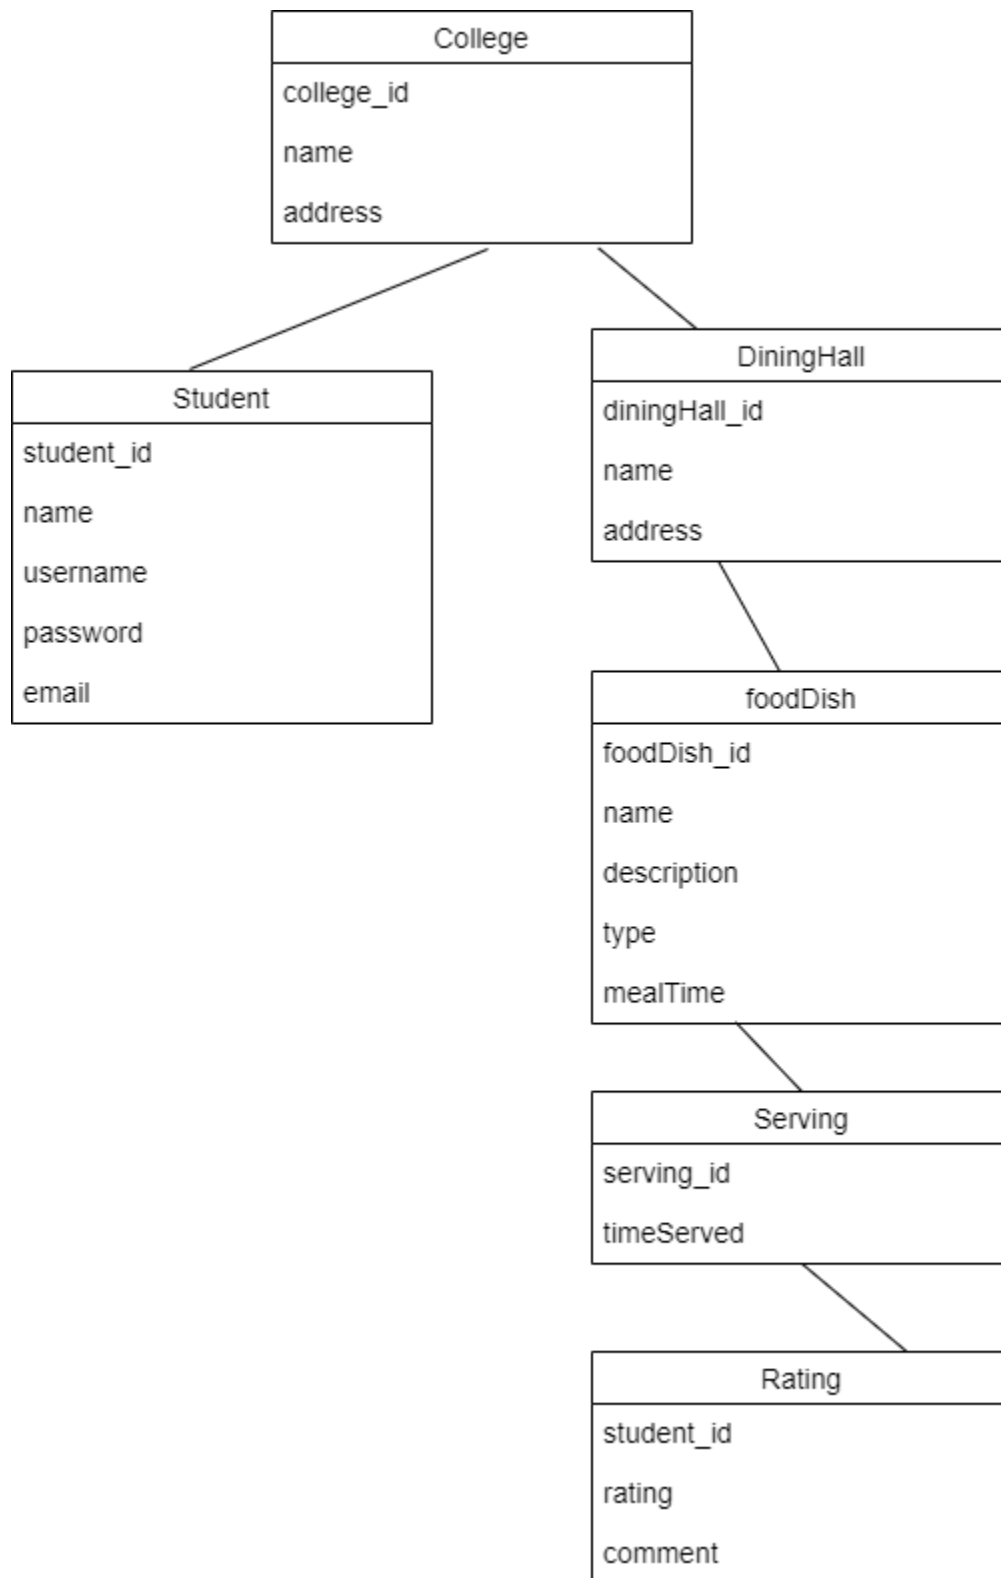 College
college_id
name
address
Student
student_id
name
username
password
email
DiningHall
diningHall_id
name
address
foodDish
foodDish_id
name
description
type
mealTime
Serving
serving_id
timeServed
Rating
student_id
rating
comment